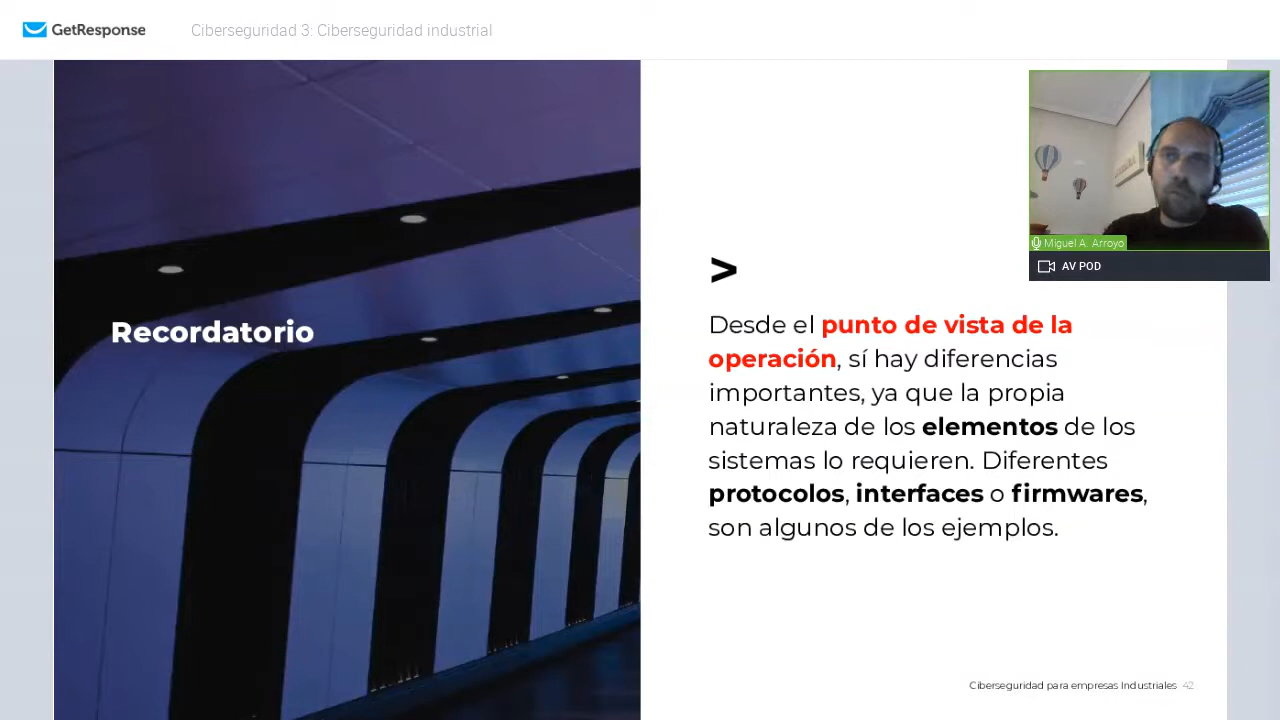 GetResponse
Ciberseguridad 3: Ciberseguridad industrial
Miguel A. Arroyo
AV POD
Recordatorio
>
Desde el punto de vista de la
operación, sí hay diferencias
importantes, ya que la propia
naturaleza de los elementos de los
sistemas lo requieren. Diferentes
protocolos, interfaces o firmwares,
son algunos de los ejemplos.
Ciberseguridad para empresas Industriales 42